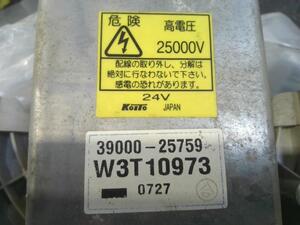 危険 高電圧
25000V
配線の取り外し、分解は
絶対に行なわないで下さい。
感電の恐れがあります。
24V
KOITO JAPAN
39000-25759
W3T10973
0727